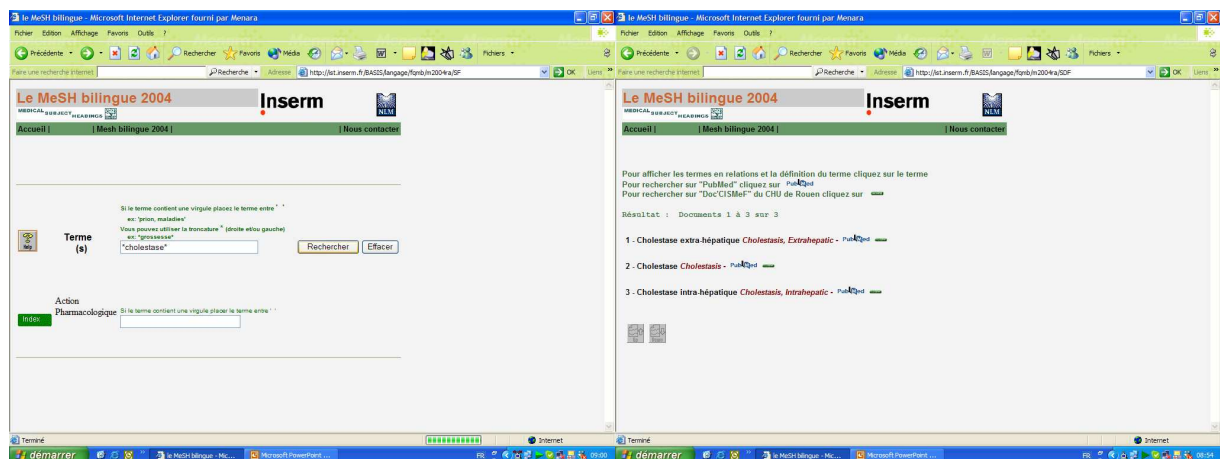 le MeSH bilingue - Microsoft Internet Explorer fourni par Menara
Fichier Edition Affichage Favoris Outils ?
Précédente Rechercher Favoris Média
Fichiers
Faire une recherche Internet Recherche Adresse http://ist.inserm.fr/BASIS/langage/fqmb/m2004ra/SF OK Liens
Le MeSH bilingue 2004
MEDICAL SUBJECT HEADINGS
Inserm
NLM
Accueil | | Mesh bilingue 2004 | | Nous contacter
Si le terme contient une virgule placez le terme entre ' '
ex: 'prion, maladies'
Vous pouvez utiliser la troncature * (droite et/ou gauche)
ex: *grossesse*
Help
Terme
(s)
*cholestase*
Rechercher
Effacer
Action
Pharmacologique
Si le terme contient une virgule placer le terme entre ' '
Index
Terminé
Internet
démarrer
le MeSH bilingue - Mic...
Microsoft PowerPoint ...
FR
09:00
le MeSH bilingue - Microsoft Internet Explorer fourni par Menara
Fichier Edition Affichage Favoris Outils ?
Précédente Rechercher Favoris Média
Fichiers
Faire une recherche Internet Recherche Adresse http://ist.inserm.fr/BASIS/langage/fqmb/m2004ra/SDF OK Liens
Le MeSH bilingue 2004
MEDICAL SUBJECT HEADINGS
Inserm
NLM
Accueil | | Mesh bilingue 2004 | | Nous contacter
Pour afficher les termes en relations et la définition du terme cliquez sur le terme
Pour rechercher sur "PubMed" cliquez sur PubMed
Pour rechercher sur "Doc'CISMeF" du CHU de Rouen cliquez sur
Résultat : Documents 1 à 3 sur 3
1 - Cholestase extra-hépatique Cholestasis, Extrahepatic - PubMed
2 - Cholestase Cholestasis - PubMed
3 - Cholestase intra-hépatique Cholestasis, Intrahepatic - PubMed
Terminé
Internet
démarrer
le MeSH bilingue - Mic...
Microsoft PowerPoint ...
FR
08:54